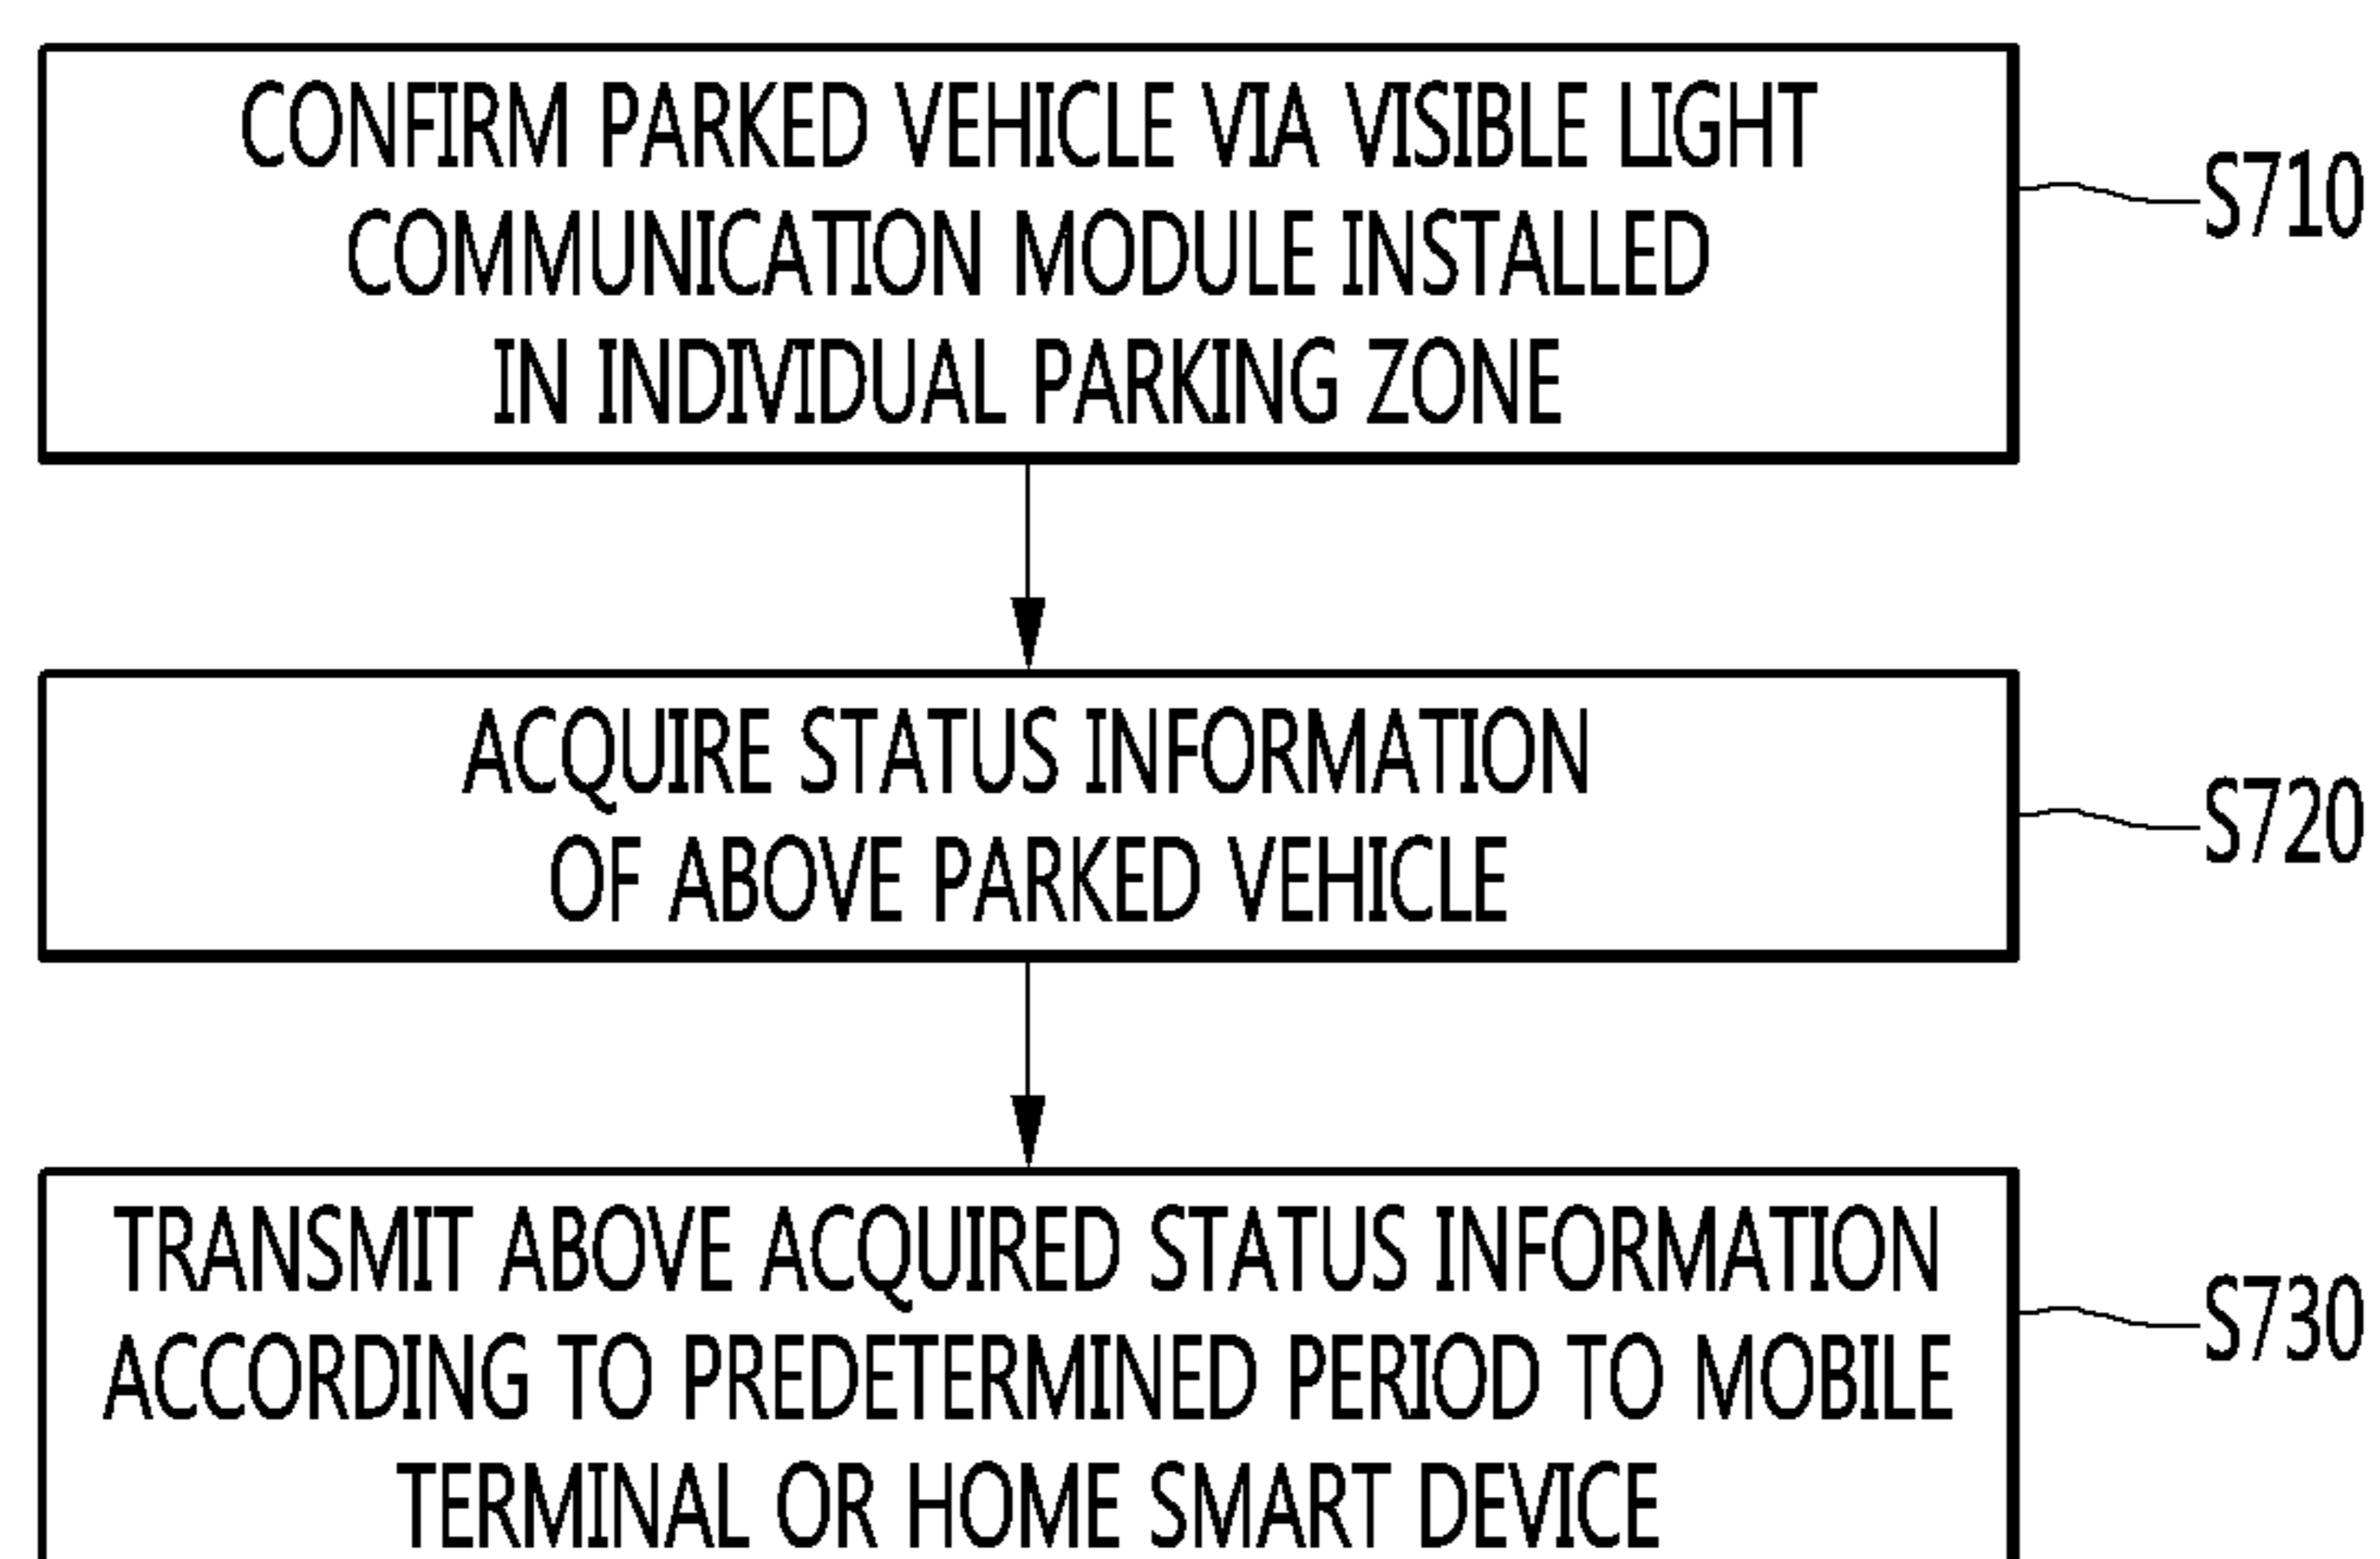 CONFIRM PARKED VEHICLE VIA VISIBLE LIGHT
COMMUNICATION MODULE INSTALLED
IN INDIVIDUAL PARKING ZONE
S710
ACQUIRE STATUS INFORMATION
OF ABOVE PARKED VEHICLE
S720
TRANSMIT ABOVE ACQUIRED STATUS INFORMATION
ACCORDING TO PREDETERMINED PERIOD TO MOBILE
TERMINAL OR HOME SMART DEVICE
S730